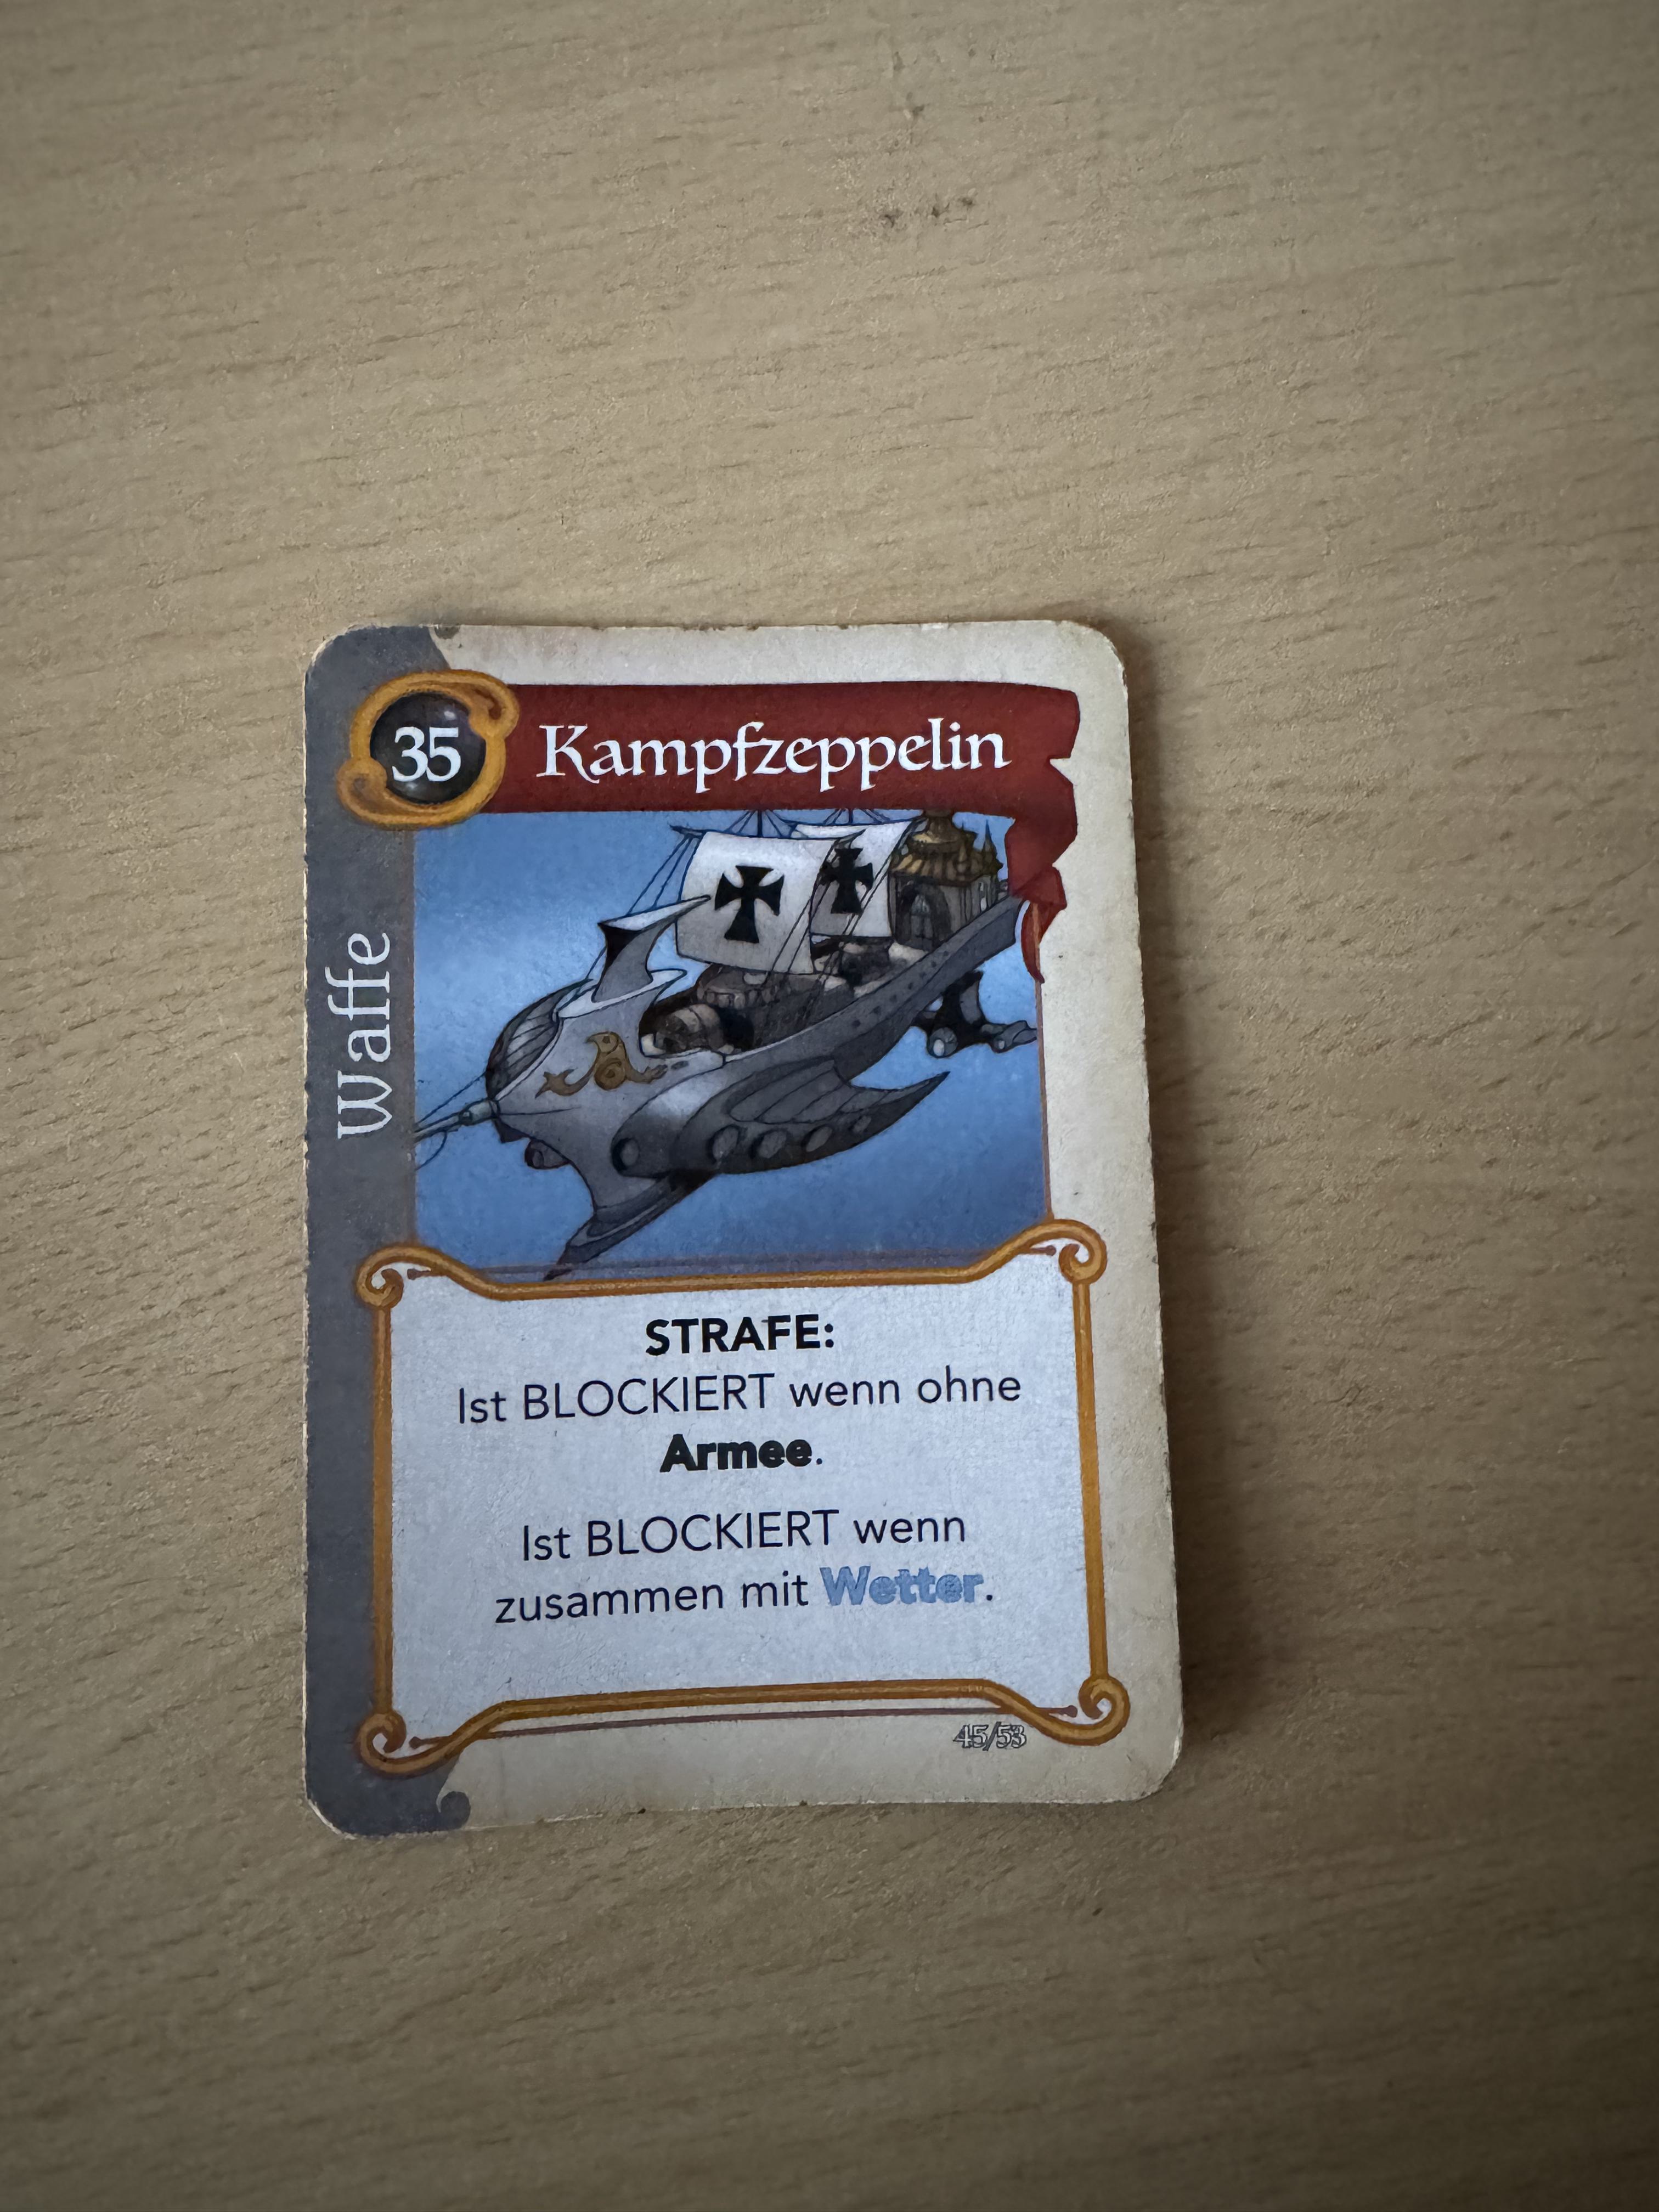 35
Kampfzeppelin
Waffe
STRAFE:
Ist BLOCKIERT wenn ohne
Armee.
Ist BLOCKIERT wenn
zusammen mit Wetter.
45/53